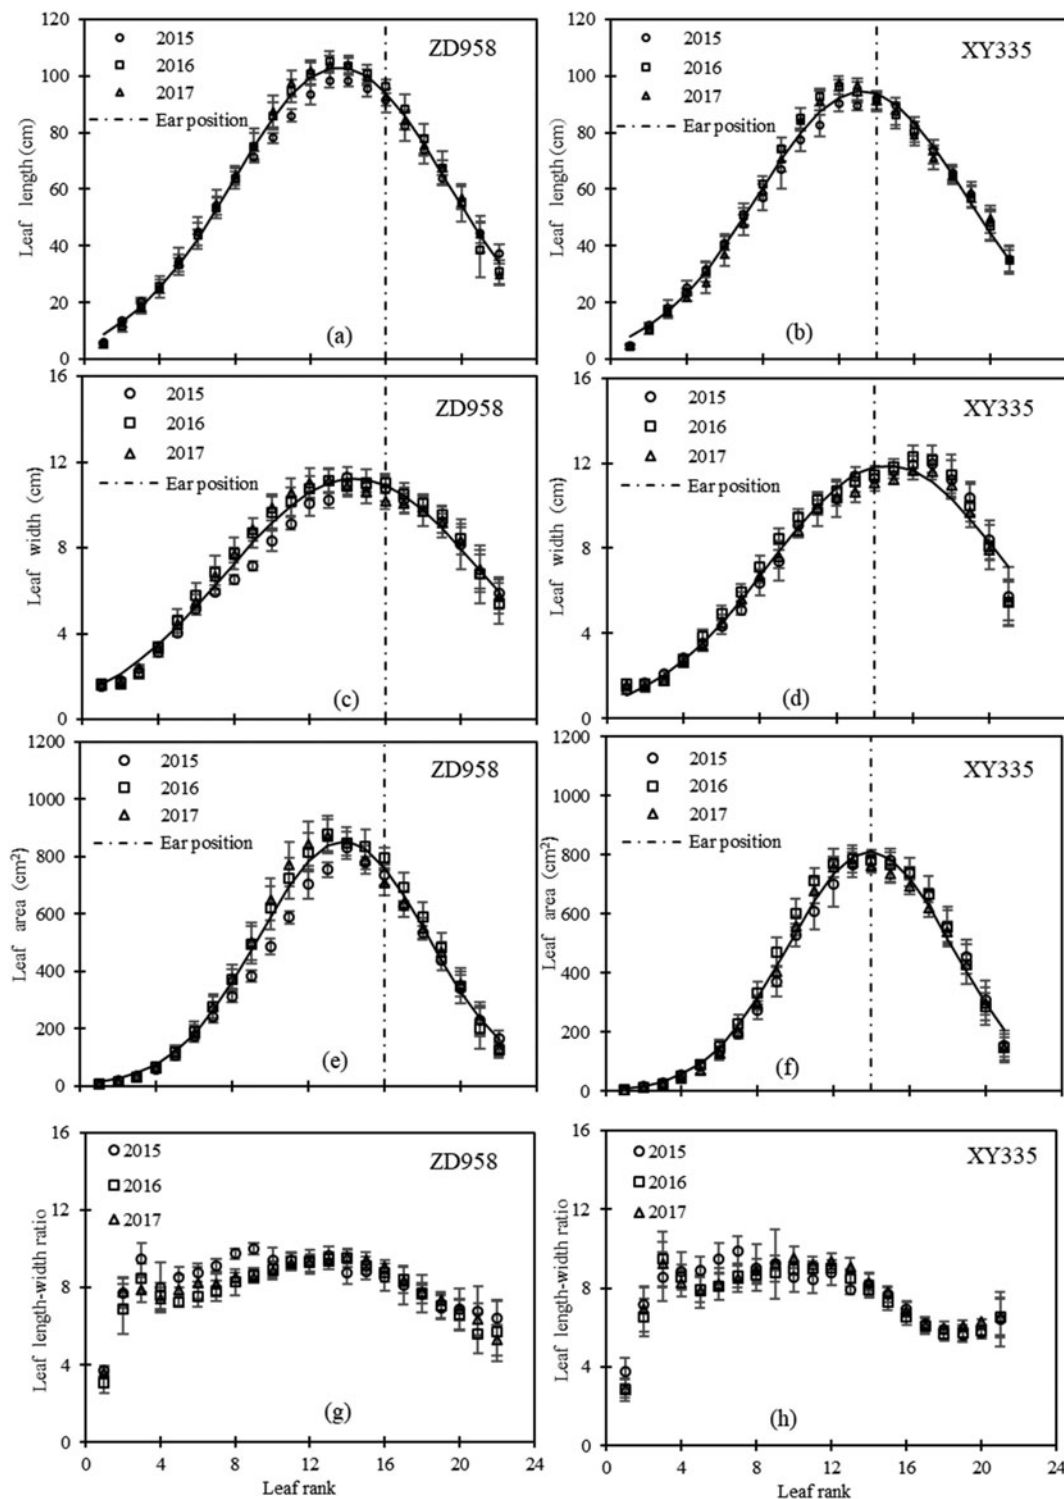 120
100
80
60
40
20
0
Leaf length (cm)
2015
2016
2017
Ear position
ZD958
(a)
120
100
80
60
40
20
0
Leaf length (cm)
2015
2016
2017
Ear position
XY335
(b)
16
12
8
4
0
Leaf width (cm)
2015
2016
2017
Ear position
ZD958
(c)
16
12
8
4
0
Leaf width (cm)
2015
2016
2017
Ear position
XY335
(d)
1200
1000
800
600
400
200
0
Leaf area (cm²)
2015
2016
2017
Ear position
ZD958
(e)
1200
1000
800
600
400
200
0
Leaf area (cm²)
2015
2016
2017
Ear position
XY335
(f)
16
12
8
4
0
Leaf length-width ratio
2015
2016
2017
ZD958
(g)
0 4 8 12 16 20 24
Leaf rank
16
12
8
4
0
Leaf length-width ratio
2015
2016
2017
XY335
(h)
0 4 8 12 16 20 24
Leaf rank